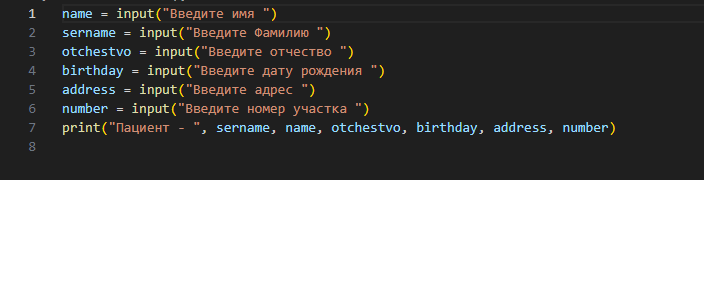 1 name = input("Введите имя ")
2 sername = input("Введите Фамилию ")
3 otchestvo = input("Введите отчество ")
4 birthday = input("Введите дату рождения ")
5 address = input("Введите адрес ")
6 number = input("Введите номер участка ")
7 print("Пациент - ", sername, name, otchestvo, birthday, address, number)
8